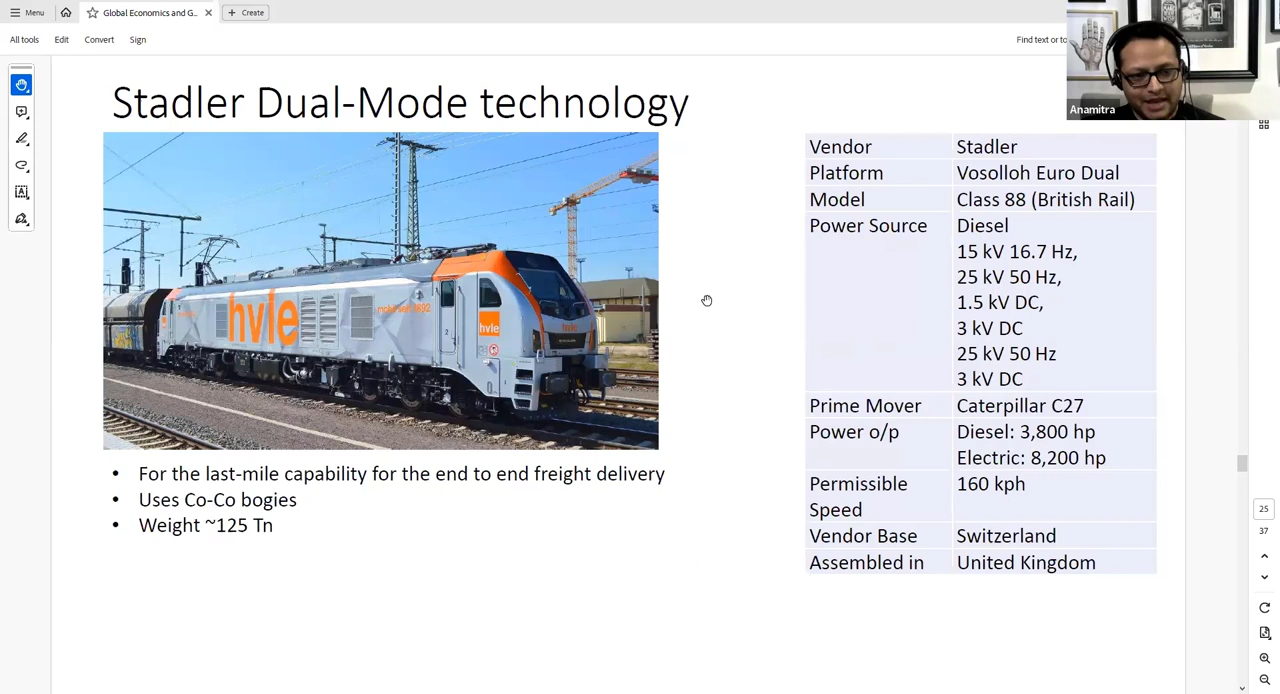 Menu
Global Economics and G...
Create
All tools
Edit
Convert
Sign
Find text or to
Anamitra
Stadler Dual-Mode technology
hvle
hvle
hvle
2
Vendor Stadler
Platform Vosolloh Euro Dual
Model Class 88 (British Rail)
Power Source Diesel
15 kV 16.7 Hz,
25 kV 50 Hz,
1.5 kV DC,
3 kV DC
25 kV 50 Hz
3 kV DC
Prime Mover Caterpillar C27
Power o/p Diesel: 3,800 hp
Electric: 8,200 hp
Permissible Speed 160 kph
Vendor Base Switzerland
Assembled in United Kingdom
• For the last-mile capability for the end to end freight delivery
• Uses Co-Co bogies
• Weight ~125 Tn
25
37